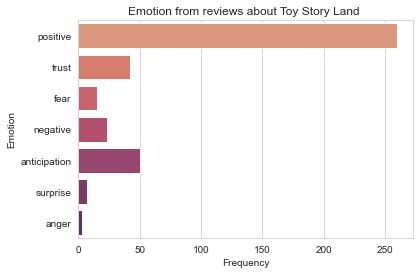 Emotion from reviews about Toy Story Land
Emotion
positive
trust
fear
negative
anticipation
surprise
anger
0 50 100 150 200 250
Frequency